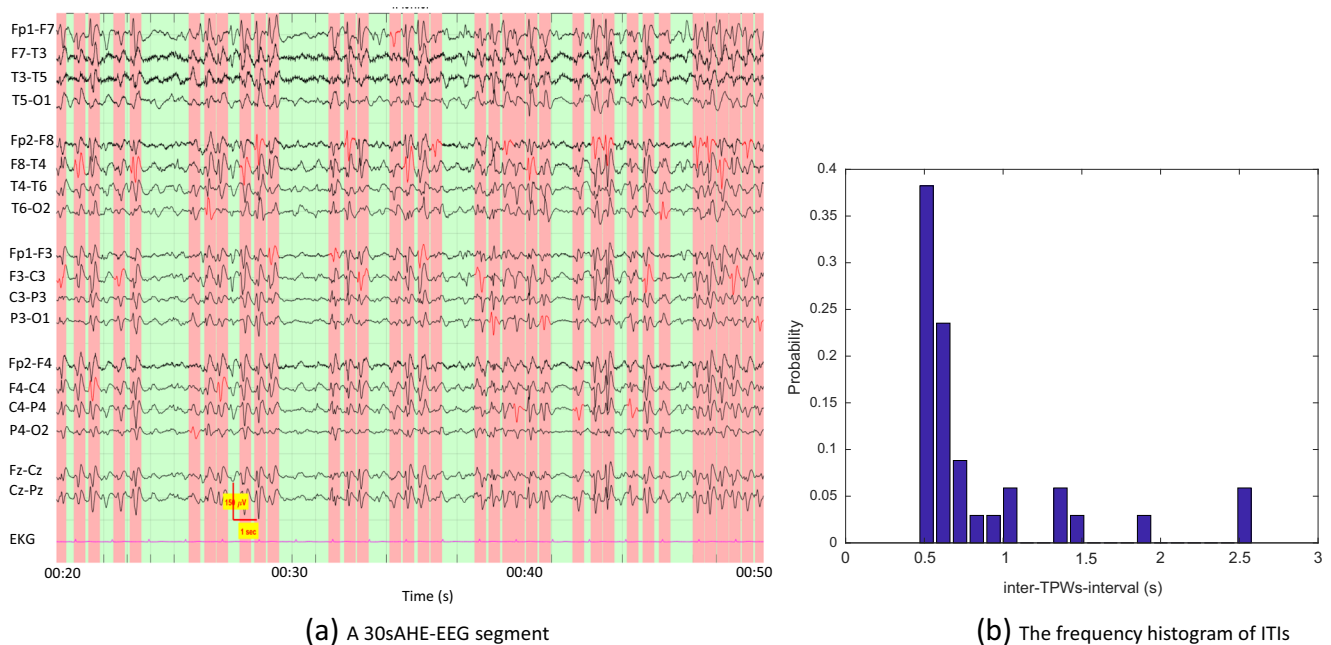 Fp1-F7
F7-T3
T3-T5
T5-O1
Fp2-F8
F8-T4
T4-T6
T6-O2
Fp1-F3
F3-C3
C3-P3
P3-O1
Fp2-F4
F4-C4
C4-P4
P4-O2
Fz-Cz
Cz-Pz
EKG
150 μV
1 sec
00:20 00:30 00:40 00:50
Time (s)
(a) A 30sAHE-EEG segment
0.4
0.35
0.3
0.25
0.2
0.15
0.1
0.05
0
Probability
0 0.5 1 1.5 2 2.5 3
inter-TPWs-interval (s)
(b) The frequency histogram of ITIs